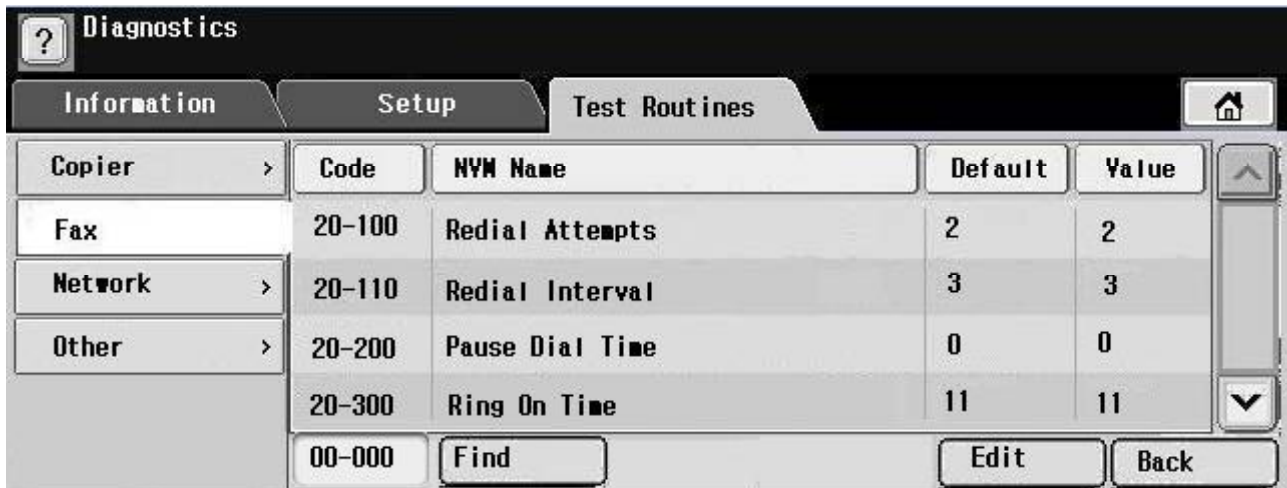 ? Diagnostics
Information Setup Test Routines
Copier > Code NVM Name Default Value
Fax 20-100 Redial Attempts 2 2
Network > 20-110 Redial Interval 3 3
Other > 20-200 Pause Dial Time 0 0
20-300 Ring On Time 11 11
00-000 Find Edit Back